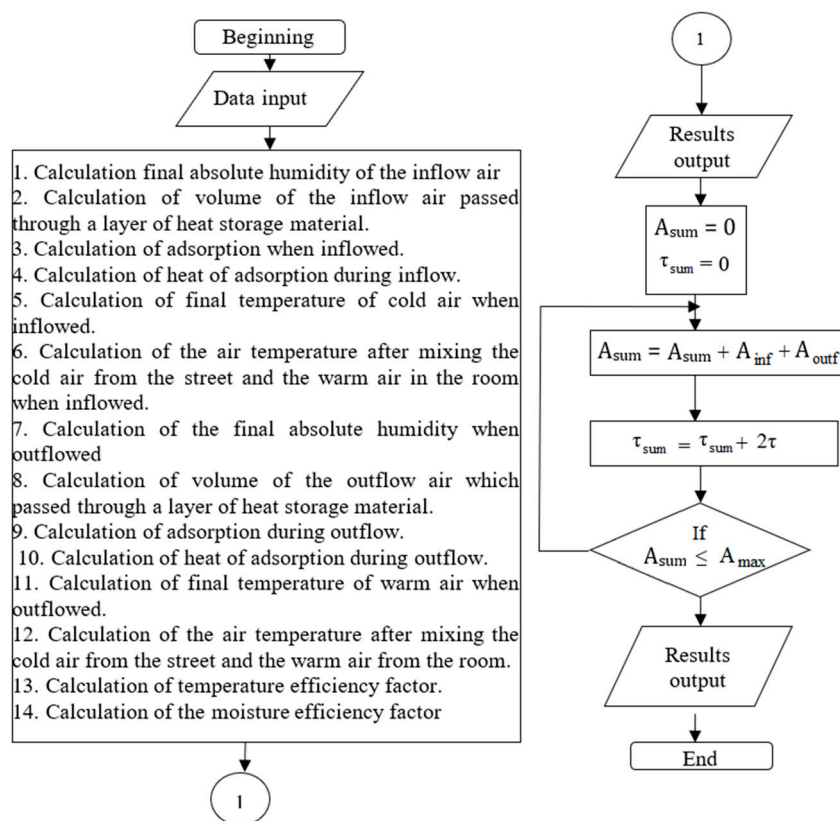 Beginning
Data input
1. Calculation final absolute humidity of the inflow air
2. Calculation of volume of the inflow air passed
through a layer of heat storage material.
3. Calculation of adsorption when inflowed.
4. Calculation of heat of adsorption during inflow.
5. Calculation of final temperature of cold air when
inflowed.
6. Calculation of the air temperature after mixing the
cold air from the street and the warm air in the room
when inflowed.
7. Calculation of the final absolute humidity when
outflowed
8. Calculation of volume of the outflow air which
passed through a layer of heat storage material.
9. Calculation of adsorption during outflow.
10. Calculation of heat of adsorption during outflow.
11. Calculation of final temperature of warm air when
outflowed.
12. Calculation of the air temperature after mixing the
cold air from the street and the warm air from the room.
13. Calculation of temperature efficiency factor.
14. Calculation of the moisture efficiency factor
1
1
Results
output
A_sum = 0
τ_sum = 0
A_sum = A_sum + A_inf + A_outf
τ_sum = τ_sum + 2τ
If
A_sum ≤ A_max
Results
output
End